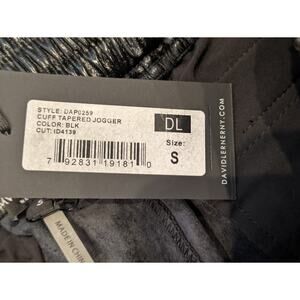 STYLE: DAP0259
CUFF TAPERED JOGGER
COLOR: BLK
CUT: ID4139
7 92831 19181 0
DL
Size:
S
DAVIDLERNERNY.COM
MADE IN CHIN